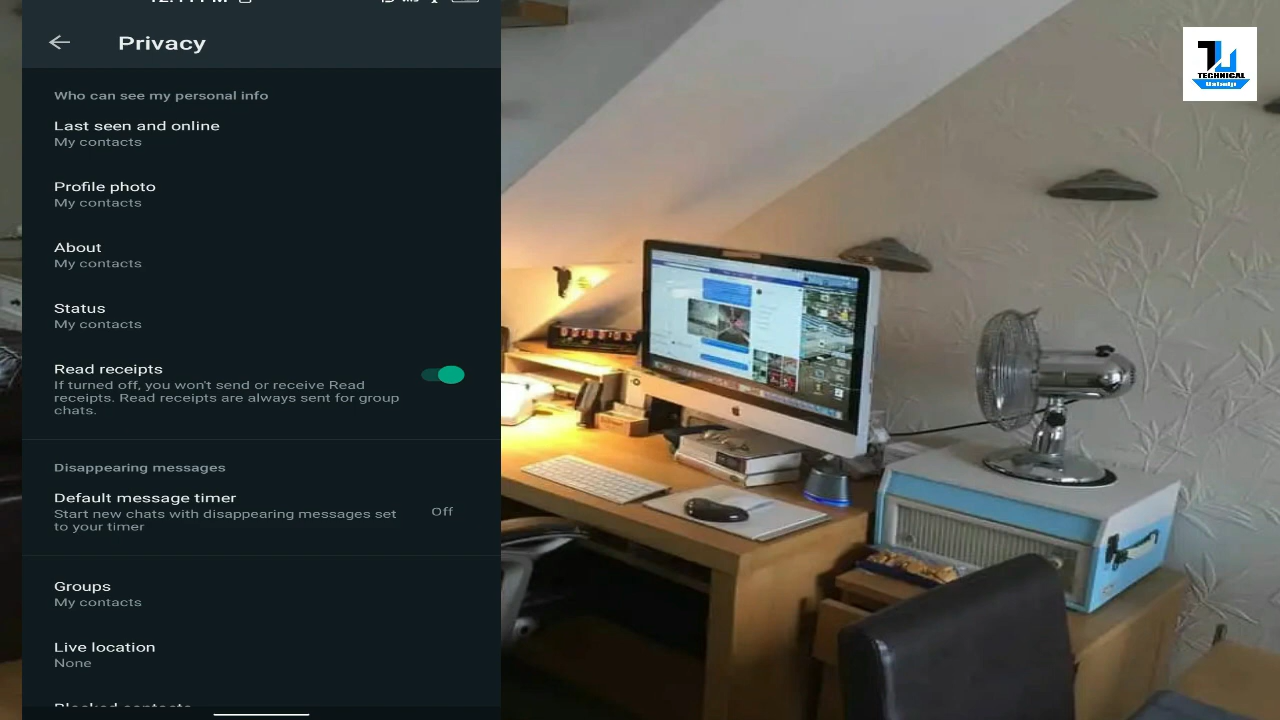 Privacy
Who can see my personal info
Last seen and online
My contacts
Profile photo
My contacts
About
My contacts
Status
My contacts
Read receipts
If turned off, you won't send or receive Read
receipts. Read receipts are always sent for group
chats.
Disappearing messages
Default message timer
Start new chats with disappearing messages set
to your timer
Off
Groups
My contacts
Live location
None
Blocked contacts
TECHNICAL